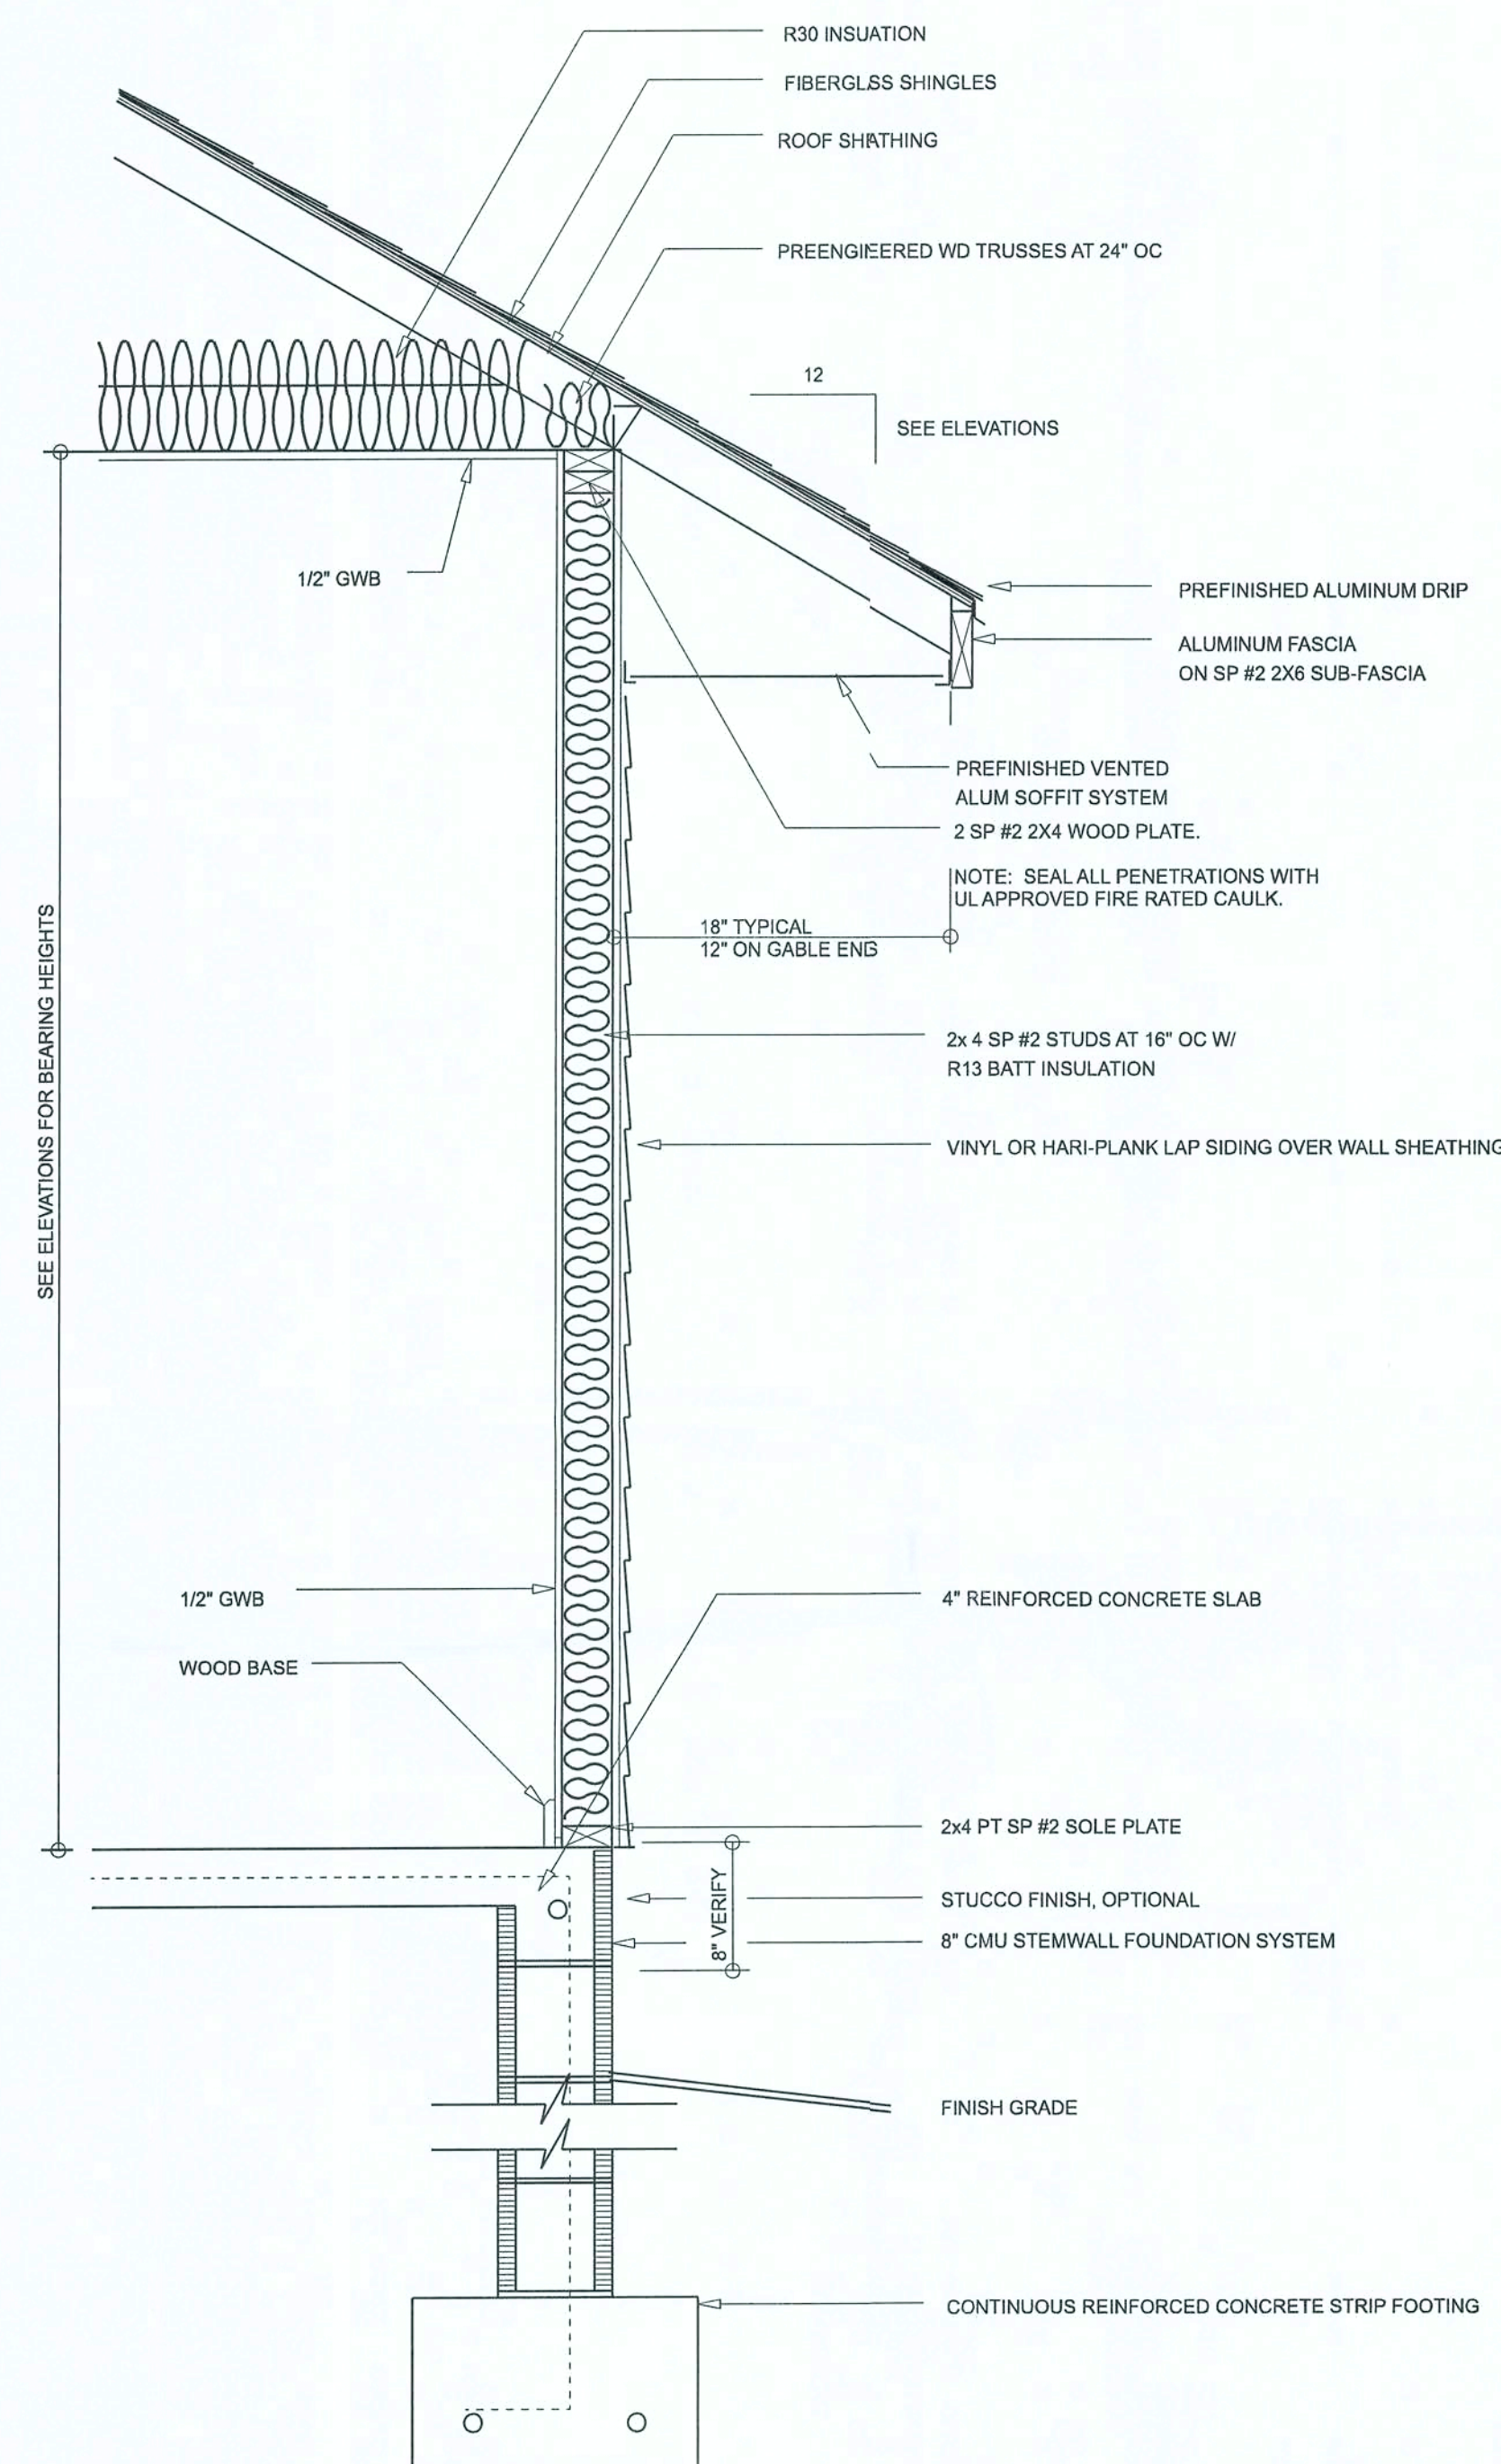 R30 INSUATION
FIBERGLSS SHINGLES
ROOF SHATHING
PREENGIEERED WD TRUSSES AT 24" OC
12
SEE ELEVATIONS
1/2" GWB
PREFINISHED ALUMINUM DRIP
ALUMINUM FASCIA
ON SP #2 2X6 SUB-FASCIA
PREFINISHED VENTED
ALUM SOFFIT SYSTEM
2 SP #2 2X4 WOOD PLATE.
NOTE: SEAL ALL PENETRATIONS WITH
UL APPROVED FIRE RATED CAULK.
18" TYPICAL
12" ON GABLE END
SEE ELEVATIONS FOR BEARING HEIGHTS
2x 4 SP #2 STUDS AT 16" OC W/
R13 BATT INSULATION
VINYL OR HARI-PLANK LAP SIDING OVER WALL SHEATHING
1/2" GWB
4" REINFORCED CONCRETE SLAB
WOOD BASE
2x4 PT SP #2 SOLE PLATE
8" VERIFY
STUCCO FINISH, OPTIONAL
8" CMU STEMWALL FOUNDATION SYSTEM
FINISH GRADE
CONTINUOUS REINFORCED CONCRETE STRIP FOOTING